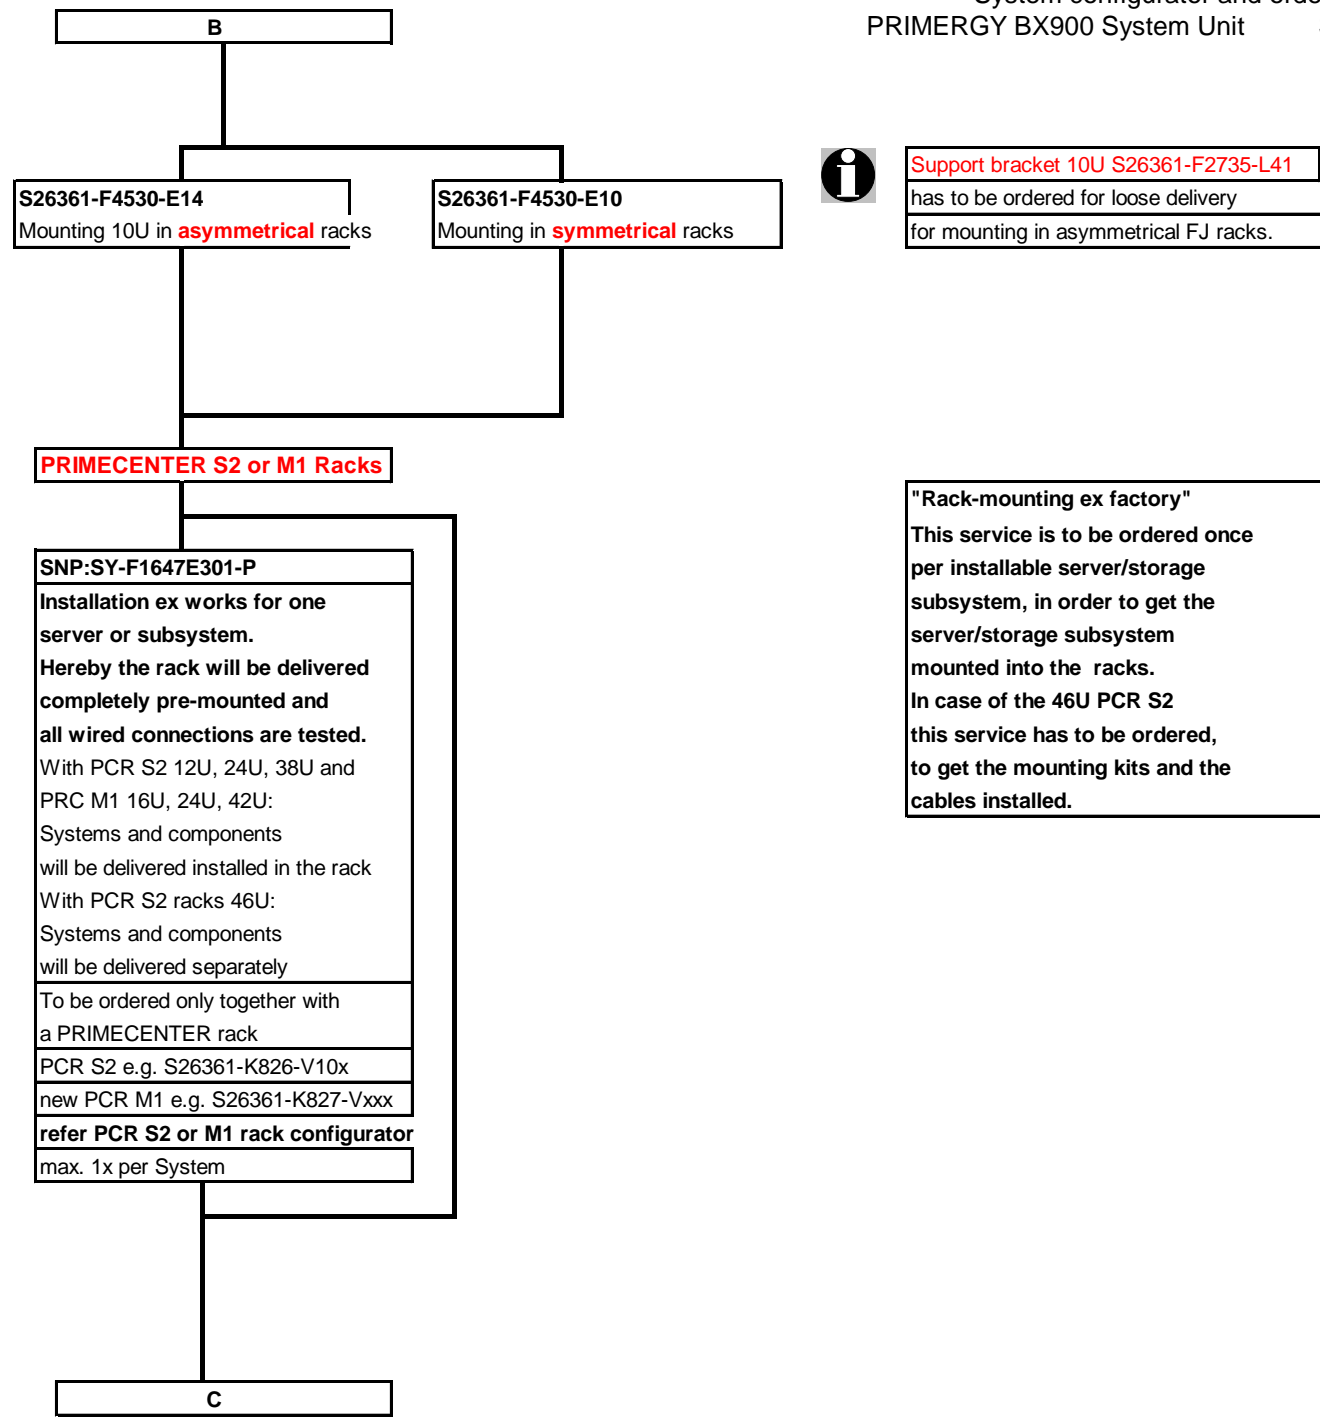 System configurator and orde
PRIMERGY BX900 System Unit
B
S26361-F4530-E14
Mounting 10U in asymmetrical racks
S26361-F4530-E10
Mounting in symmetrical racks
Support bracket 10U S26361-F2735-L41
has to be ordered for loose delivery
for mounting in asymmetrical FJ racks.
PRIMECENTER S2 or M1 Racks
SNP:SY-F1647E301-P
Installation ex works for one
server or subsystem.
Hereby the rack will be delivered
completely pre-mounted and
all wired connections are tested.
With PCR S2 12U, 24U, 38U and
PRC M1 16U, 24U, 42U:
Systems and components
will be delivered installed in the rack
With PCR S2 racks 46U:
Systems and components
will be delivered separately
To be ordered only together with
a PRIMECENTER rack
PCR S2 e.g. S26361-K826-V10x
new PCR M1 e.g. S26361-K827-Vxxx
refer PCR S2 or M1 rack configurator
max. 1x per System
"Rack-mounting ex factory"
This service is to be ordered once
per installable server/storage
subsystem, in order to get the
server/storage subsystem
mounted into the  racks.
In case of the 46U PCR S2
this service has to be ordered,
to get the mounting kits and the
cables installed.
C